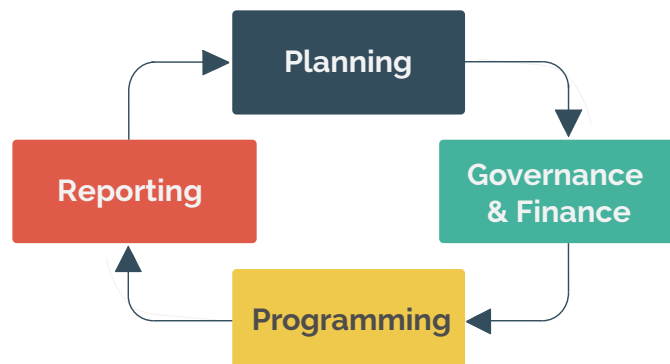 Planning
Reporting
Governance
& Finance
Programming